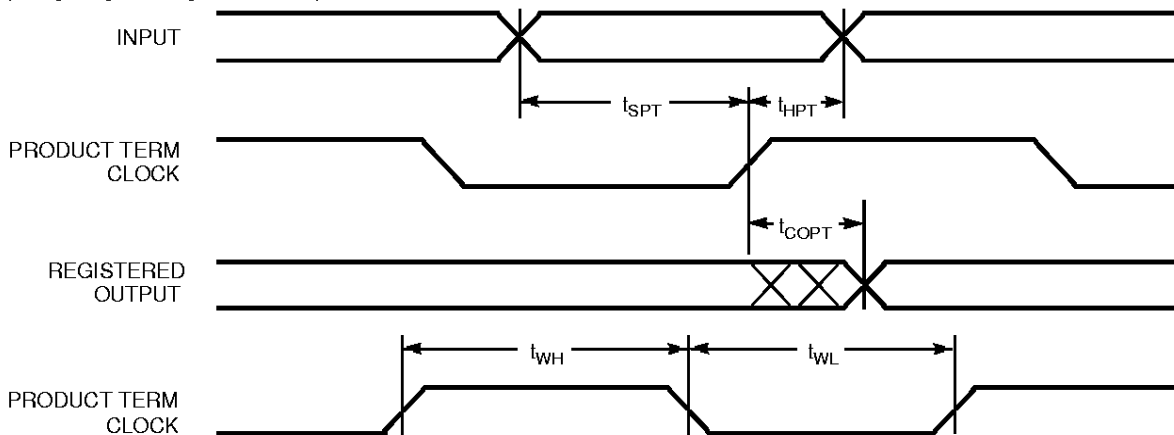 INPUT
tSPT
tHPT
PRODUCT TERM
CLOCK
tCOPT
REGISTERED
OUTPUT
tWH
tWL
PRODUCT TERM
CLOCK